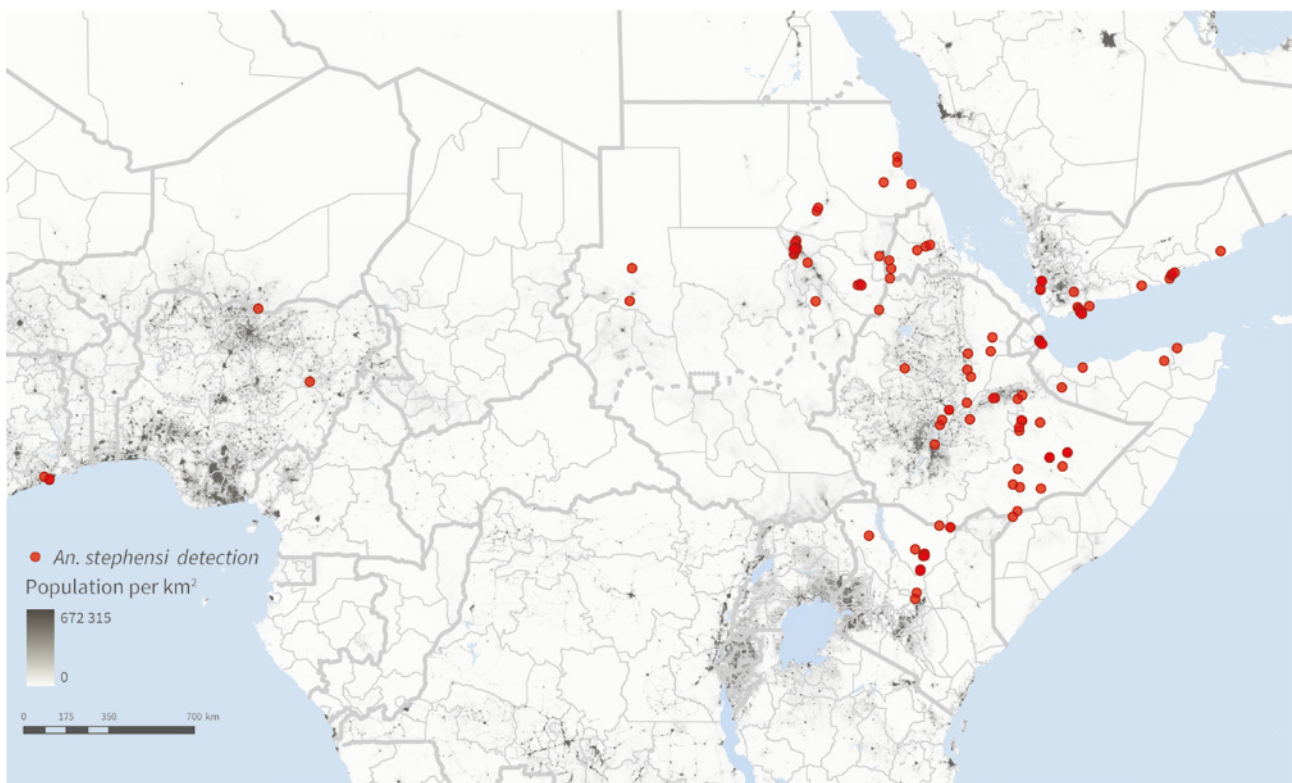 An. stephensi detection
Population per km²
672 315
0
0 175 350 700 km